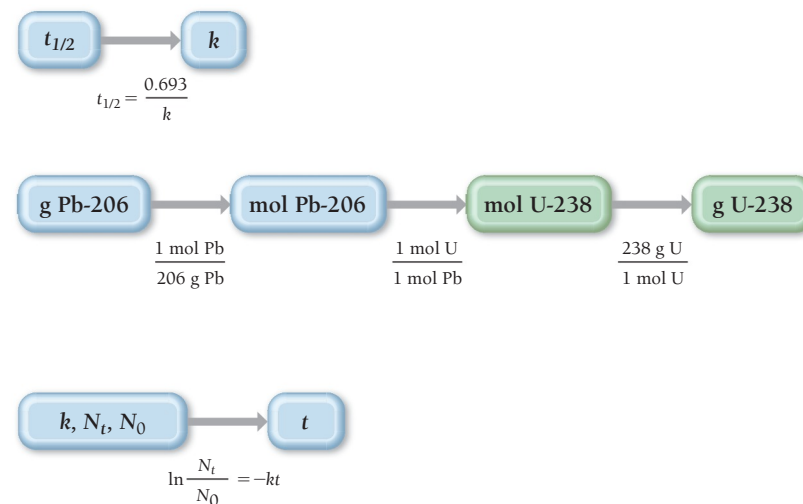 t1/2 k
t1/2 = 0.693 / k
g Pb-206 mol Pb-206 mol U-238 g U-238
1 mol Pb / 206 g Pb 1 mol U / 1 mol Pb 238 g U / 1 mol U
k, Nt, N0 t
ln Nt / N0 = −kt